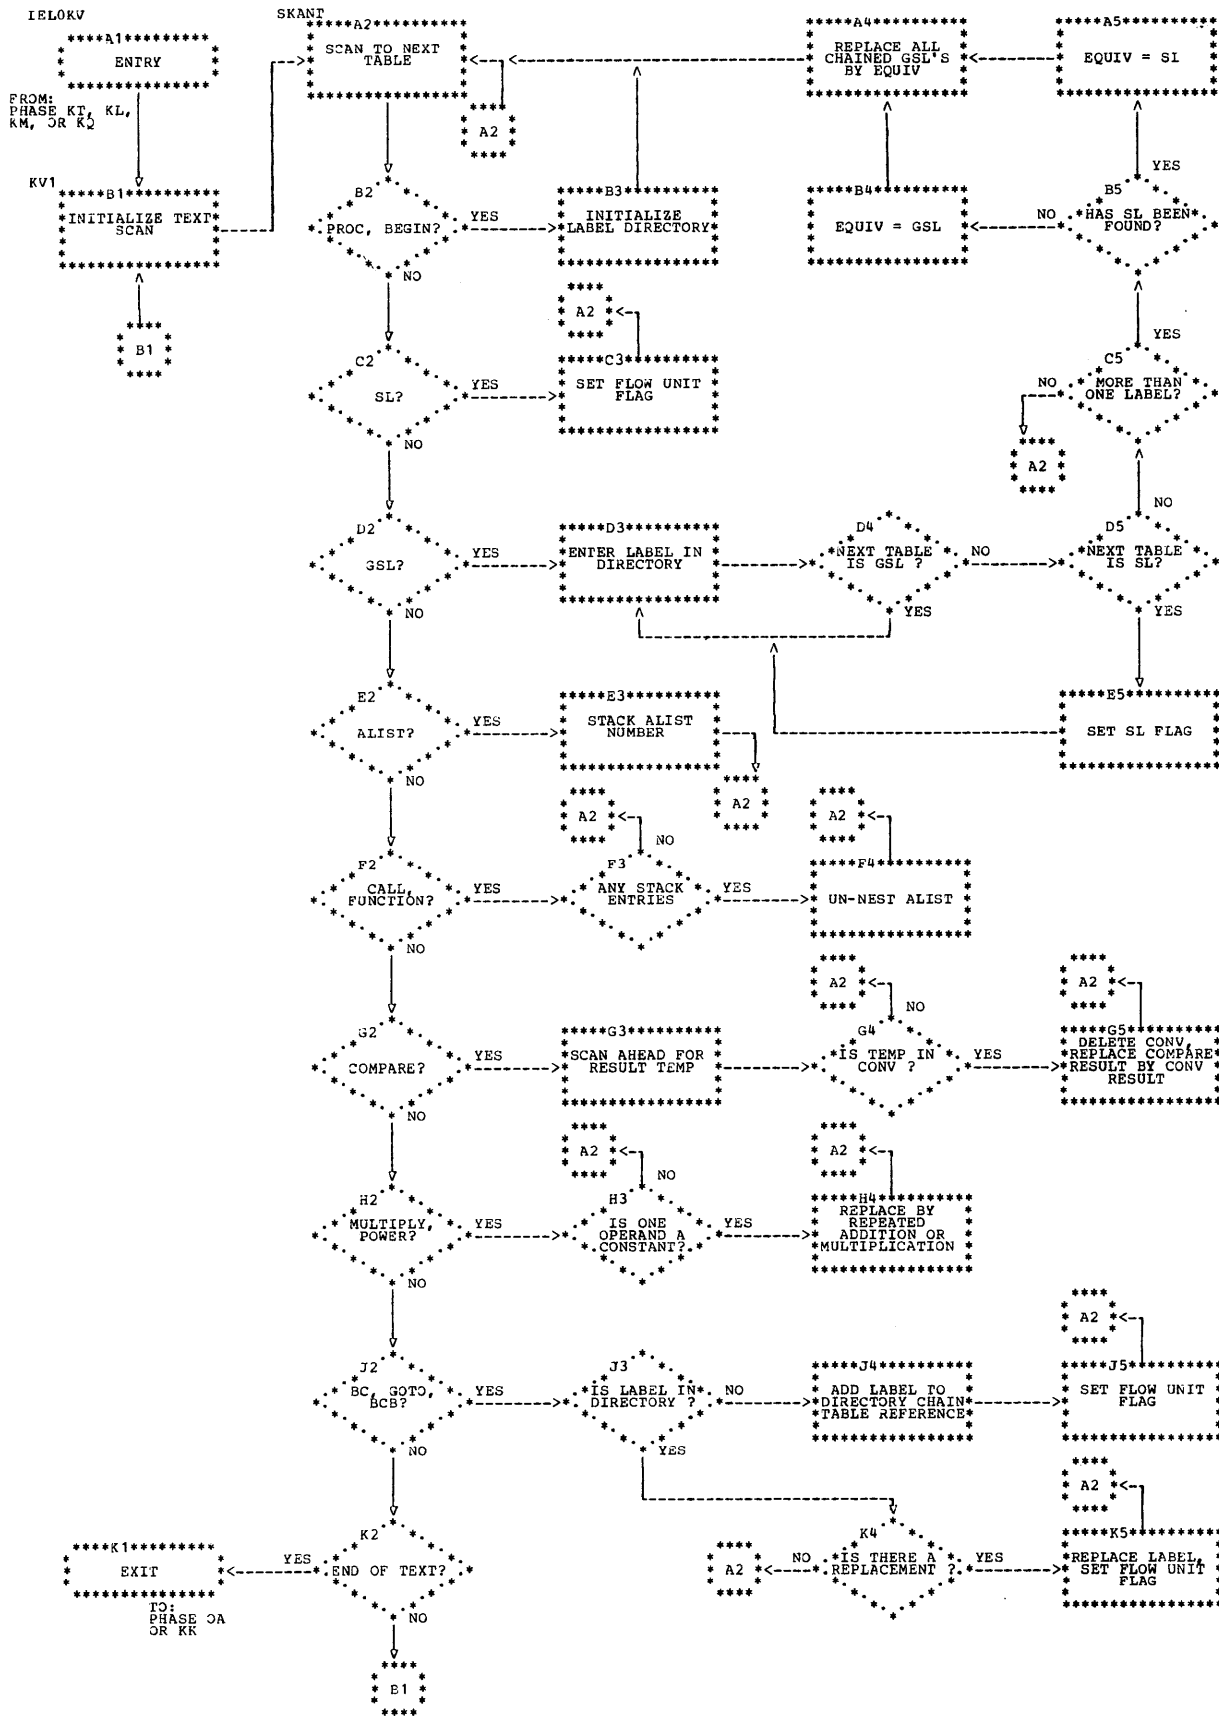 IEL0KV
SKANT
A1
ENTRY
A2
SCAN TO NEXT
TABLE
A4
REPLACE ALL
CHAINED GSL'S
BY EQUIV
A5
EQUIV = SL
FROM:
PHASE KT, KL,
KM, OR KQ
A2
KV1
B1
INITIALIZE TEXT
SCAN
B2
PROC, BEGIN?
YES
NO
B3
INITIALIZE
LABEL DIRECTORY
B4
EQUIV = GSL
NO
B5
HAS SL BEEN
FOUND?
YES
B1
A2
C2
SL?
YES
NO
C3
SET FLOW UNIT
FLAG
C5
MORE THAN
ONE LABEL?
YES
NO
A2
D2
GSL?
YES
NO
D3
ENTER LABEL IN
DIRECTORY
D4
NEXT TABLE
IS GSL ?
NO
YES
D5
NEXT TABLE
IS SL?
NO
YES
E2
ALIST?
YES
NO
E3
STACK ALIST
NUMBER
A2
E5
SET SL FLAG
A2
A2
F2
CALL,
FUNCTION?
YES
NO
F3
ANY STACK
ENTRIES
NO
YES
F4
UN-NEST ALIST
A2
A2
G2
COMPARE?
YES
NO
G3
SCAN AHEAD FOR
RESULT TEMP
G4
IS TEMP IN
CONV ?
NO
YES
G5
DELETE CONV,
REPLACE COMPARE
RESULT BY CONV
RESULT
A2
A2
H2
MULTIPLY,
POWER?
YES
NO
H3
IS ONE
OPERAND A
CONSTANT?
NO
YES
H4
REPLACE BY
REPEATED
ADDITION OR
MULTIPLICATION
A2
J2
BC, GOTO,
BCB?
YES
NO
J3
IS LABEL IN
DIRECTORY ?
NO
YES
J4
ADD LABEL TO
DIRECTORY CHAIN
TABLE REFERENCE
J5
SET FLOW UNIT
FLAG
A2
K1
EXIT
YES
K2
END OF TEXT?
NO
A2
NO
K4
IS THERE A
REPLACEMENT ?
YES
K5
REPLACE LABEL,
SET FLOW UNIT
FLAG
TO:
PHASE OA
OR KK
B1